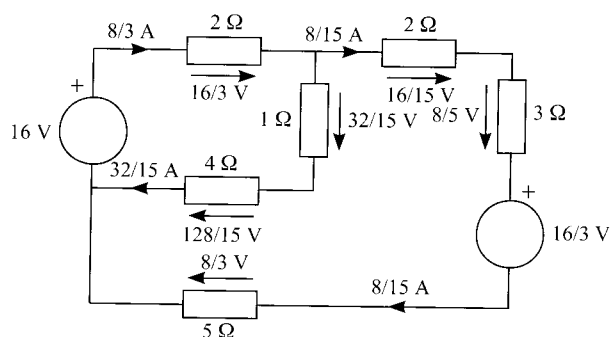 8/3 A
2 Ω
8/15 A
2 Ω
16/3 V
16/15 V
+
16 V
1 Ω
32/15 V
8/5 V
3 Ω
32/15 A
4 Ω
128/15 V
+
16/3 V
8/3 V
8/15 A
5 Ω